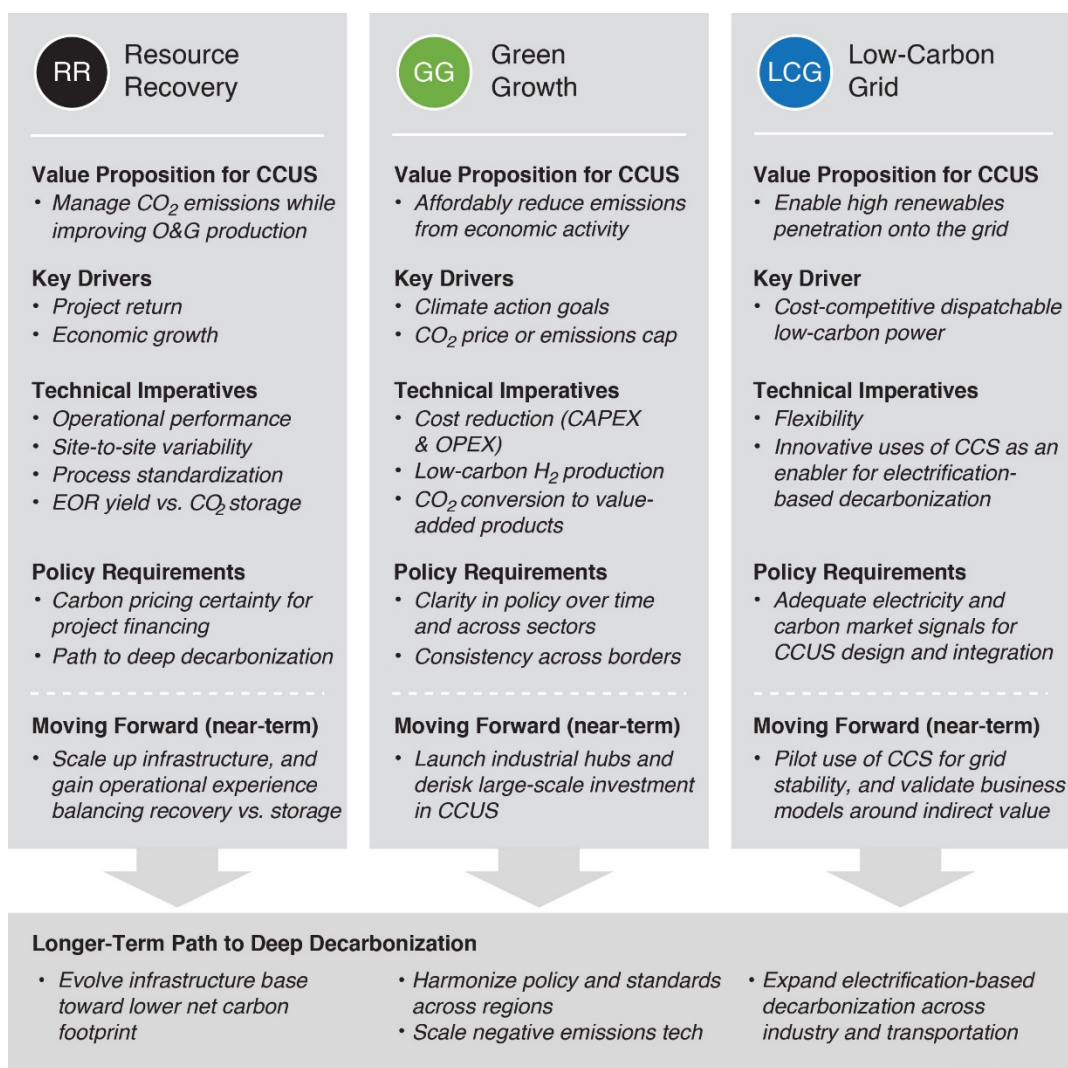 RR
Resource
Recovery
Value Proposition for CCUS
• Manage CO2 emissions while
improving O&G production
Key Drivers
• Project return
• Economic growth
Technical Imperatives
• Operational performance
• Site-to-site variability
• Process standardization
• EOR yield vs. CO2 storage
Policy Requirements
• Carbon pricing certainty for
project financing
• Path to deep decarbonization
Moving Forward (near-term)
• Scale up infrastructure, and
gain operational experience
balancing recovery vs. storage
GG
Green
Growth
Value Proposition for CCUS
• Affordably reduce emissions
from economic activity
Key Drivers
• Climate action goals
• CO2 price or emissions cap
Technical Imperatives
• Cost reduction (CAPEX
& OPEX)
• Low-carbon H2 production
• CO2 conversion to value-
added products
Policy Requirements
• Clarity in policy over time
and across sectors
• Consistency across borders
Moving Forward (near-term)
• Launch industrial hubs and
derisk large-scale investment
in CCUS
LCG
Low-Carbon
Grid
Value Proposition for CCUS
• Enable high renewables
penetration onto the grid
Key Driver
• Cost-competitive dispatchable
low-carbon power
Technical Imperatives
• Flexibility
• Innovative uses of CCS as an
enabler for electrification-
based decarbonization
Policy Requirements
• Adequate electricity and
carbon market signals for
CCUS design and integration
Moving Forward (near-term)
• Pilot use of CCS for grid
stability, and validate business
models around indirect value
Longer-Term Path to Deep Decarbonization
• Evolve infrastructure base
toward lower net carbon
footprint
• Harmonize policy and standards
across regions
• Scale negative emissions tech
• Expand electrification-based
decarbonization across
industry and transportation